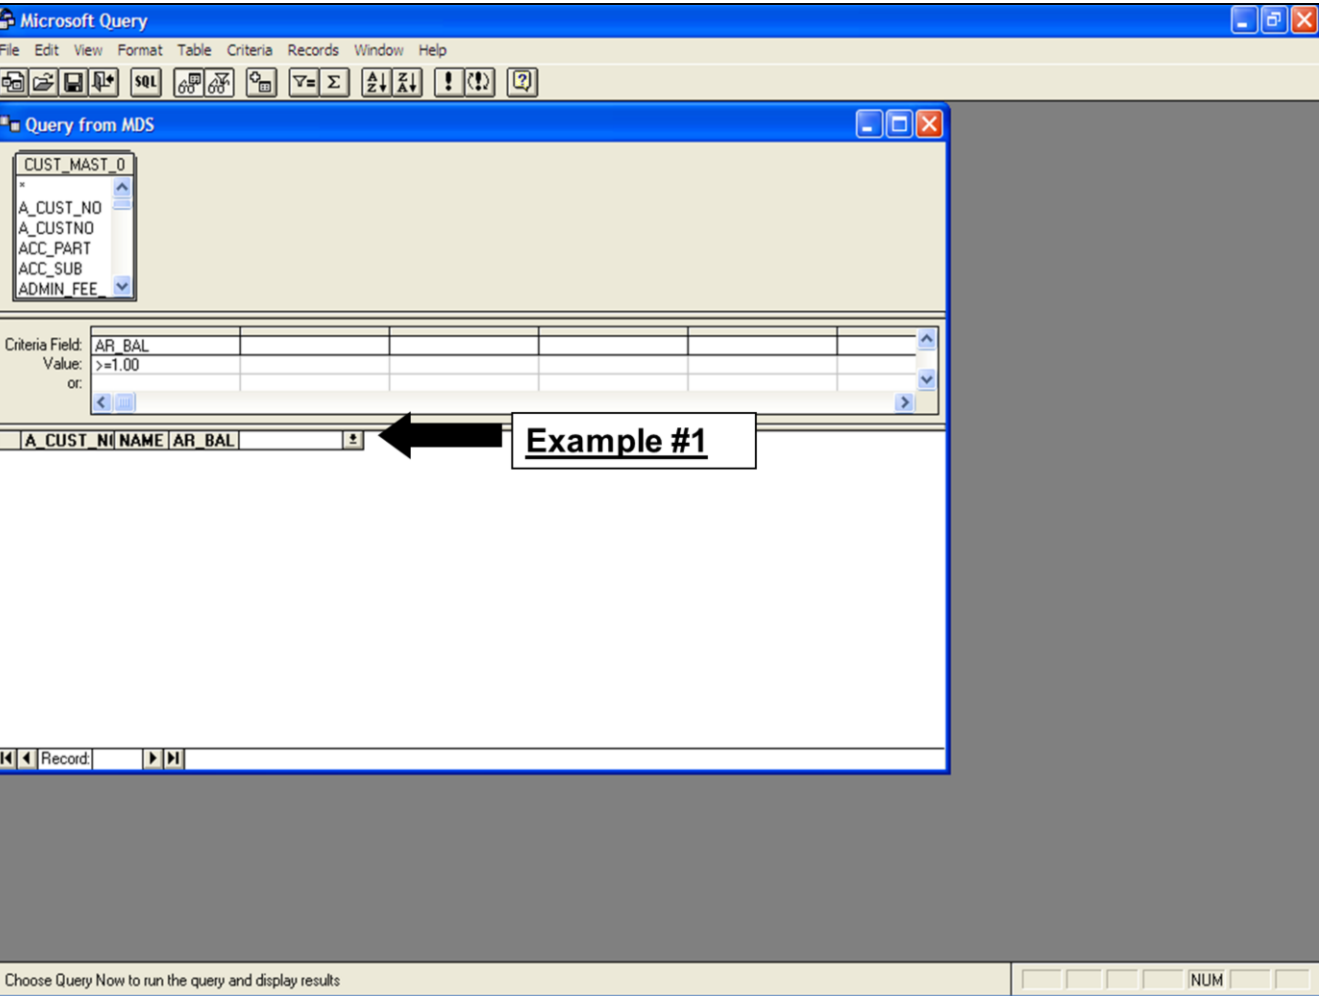 Microsoft Query
File Edit View Format Table Criteria Records Window Help
SQL
Query from MDS
CUST_MAST_0
*
A_CUST_NO
A_CUSTNO
ACC_PART
ACC_SUB
ADMIN_FEE_
Criteria Field: AR_BAL
Value: >=1.00
or:
A_CUST_N NAME AR_BAL
Example #1
Record:
Choose Query Now to run the query and display results
NUM